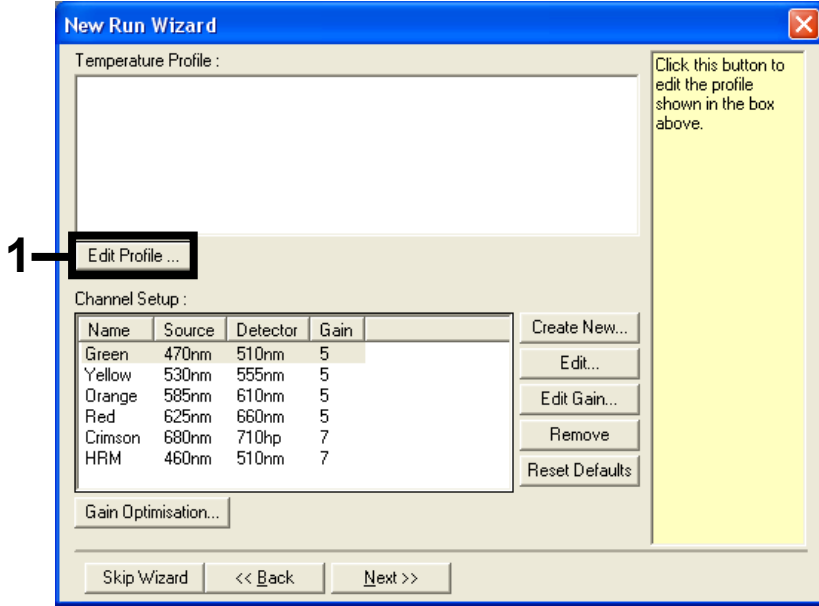 New Run Wizard
Temperature Profile :
Click this button to
edit the profile
shown in the box
above.
1
Edit Profile ...
Channel Setup :
Name Source Detector Gain
Green 470nm 510nm 5
Yellow 530nm 555nm 5
Orange 585nm 610nm 5
Red 625nm 660nm 5
Crimson 680nm 710hp 7
HRM 460nm 510nm 7
Create New...
Edit...
Edit Gain...
Remove
Reset Defaults
Gain Optimisation...
Skip Wizard << Back Next >>